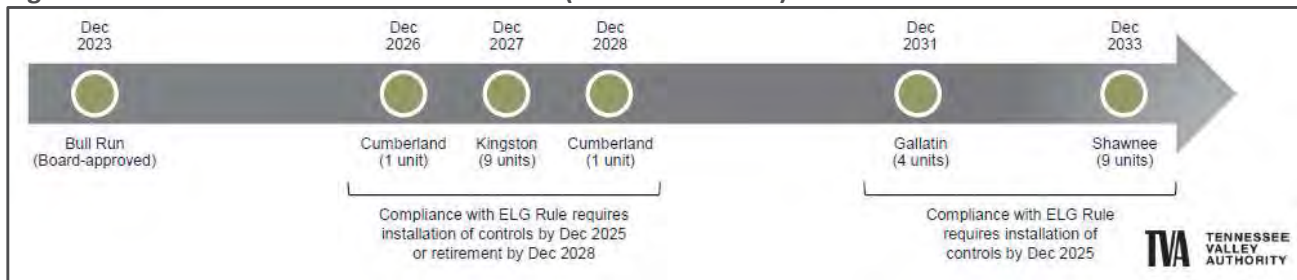 Dec
2023
Dec
2026
Dec
2027
Dec
2028
Dec
2031
Dec
2033
Bull Run
(Board-approved)
Cumberland
(1 unit)
Kingston
(9 units)
Cumberland
(1 unit)
Gallatin
(4 units)
Shawnee
(9 units)
Compliance with ELG Rule requires
installation of controls by Dec 2025
or retirement by Dec 2028
Compliance with ELG Rule
requires installation of
controls by Dec 2025
TVA
TENNESSEE
VALLEY
AUTHORITY